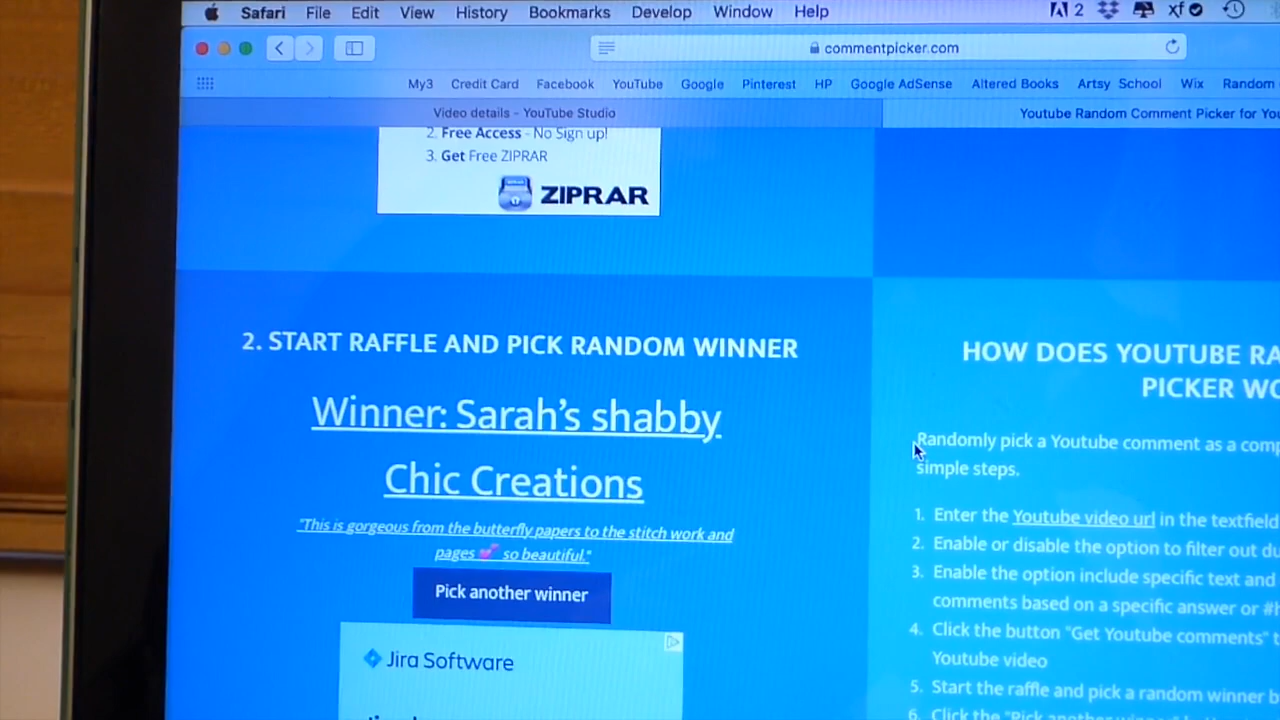 Safari File Edit View History Bookmarks Develop Window Help 2
commentpicker.com
My3 Credit Card Facebook YouTube Google Pinterest HP Google AdSense Altered Books Artsy School Wix Random
Video details - YouTube Studio
Youtube Random Comment Picker for
2. Free Access - No Sign up!
3. Get Free ZIPRAR
ZIPRAR
2. START RAFFLE AND PICK RANDOM WINNER
Winner: Sarah's shabby
Chic Creations
"This is gorgeous from the butterfly papers to the stitch work and
pages 💕 so beautiful."
Pick another winner
Jira Software
HOW DOES YOUTUBE
PICKER
Randomly pick a Youtube comment as a
simple steps.
1. Enter the Youtube video url in the textfield
2. Enable or disable the option to filter out
3. Enable the option include specific text and
comments based on a specific answer or
4. Click the button "Get Youtube comments"
Youtube video
5. Start the raffle and pick a random winner
6. Click the "Pick another